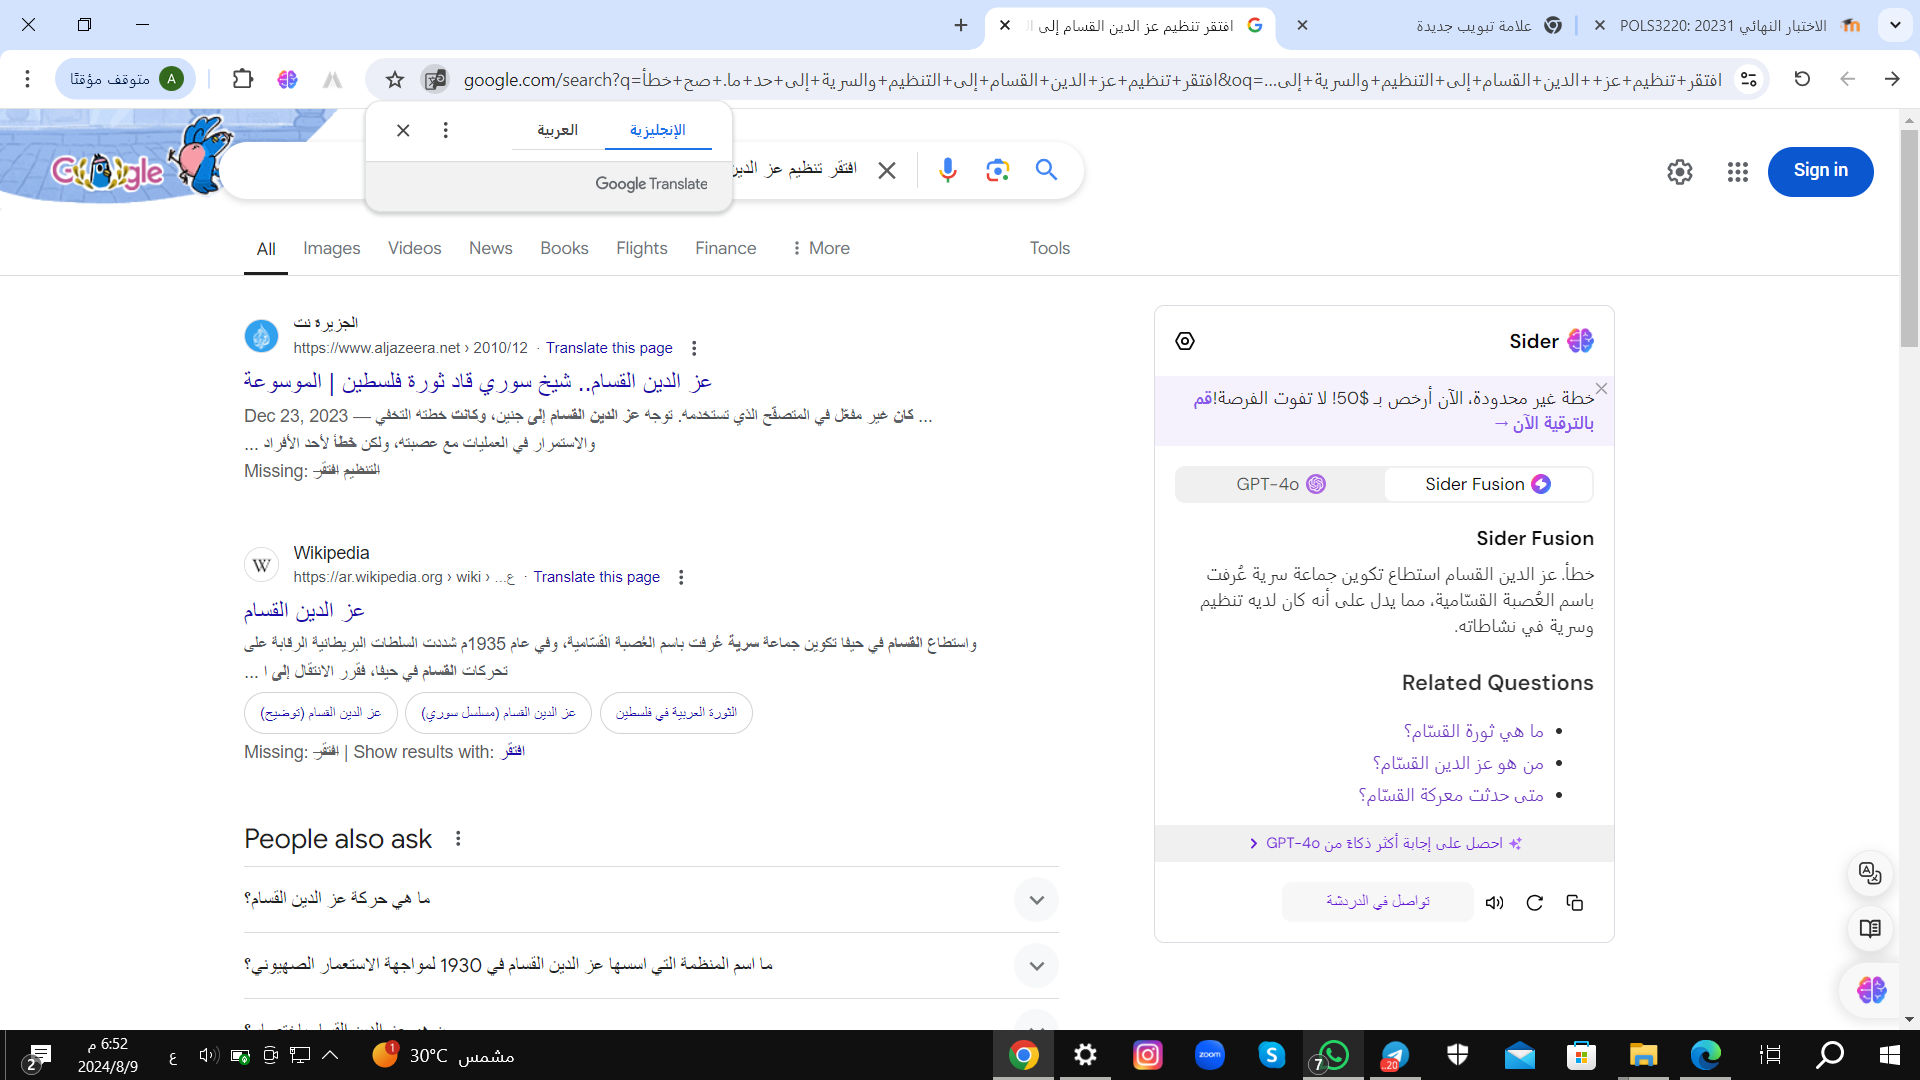 الاختبار النهائي POLS3220: 20231
علامة تبويب جديدة
افتقر تنظيم عز الدين القسام إلى ال
متوقف مؤقتًا
A
google.com/search?q=افتقر+تنظيم+عز++الدين+القسام+إلى+التنظيم+والسرية+إلى+حد+ما.+صح+خطأ&oq=افتقر+تنظيم+عز+الدين+القسام+إلى+التنظيم+والسرية+إلى...
الإنجليزية
العربية
Google Translate
Google
افتقر تنظيم عز الدين
Sign in
All
Images
Videos
News
Books
Flights
Finance
More
Tools
الجزيرة نت
https://www.aljazeera.net › 2010/12 · Translate this page
عز الدين القسام.. شيخ سوري قاد ثورة فلسطين | الموسوعة
Dec 23, 2023 — كان غير مفعّل في المتصفّح الذي تستخدمه. توجه عز الدين القسام إلى جنين، وكانت خطته التخفي ...
والاستمرار في العمليات مع عصبته، ولكن خطأ لأحد الأفراد ...
Missing: التنظيم افتقر
Wikipedia
https://ar.wikipedia.org › wiki › ع... · Translate this page
عز الدين القسام
واستطاع القسام في حيفا تكوين جماعة سرية عُرفت باسم العُصبة القسّامية، وفي عام 1935م شددت السلطات البريطانية الرقابة على
تحركات القسام في حيفا، فقرر الانتقال إلى ا ...
عز الدين القسام (توضيح)
عز الدين القسام (مسلسل سوري)
الثورة العربية في فلسطين
Missing: افتقر | Show results with: افتقر
People also ask
ما هي حركة عز الدين القسام؟
ما اسم المنظمة التي اسسها عز الدين القسام في 1930 لمواجهة الاستعمار الصهيوني؟
Sider
خطة غير محدودة، الآن أرخص بـ $50! لا تفوت الفرصة!قم
بالترقية الآن →
GPT-4o
Sider Fusion
Sider Fusion
خطأ. عز الدين القسام استطاع تكوين جماعة سرية عُرفت
باسم العُصبة القسّامية، مما يدل على أنه كان لديه تنظيم
وسرية في نشاطاته.
Related Questions
ما هي ثورة القسّام؟
من هو عز الدين القسّام؟
متى حدثت معركة القسّام؟
احصل على إجابة أكثر ذكاءً من GPT-4o
تواصل في الدردشة
6:52 م
2024/8/9
2
ع
1
30°C مشمس
zoom
7
20